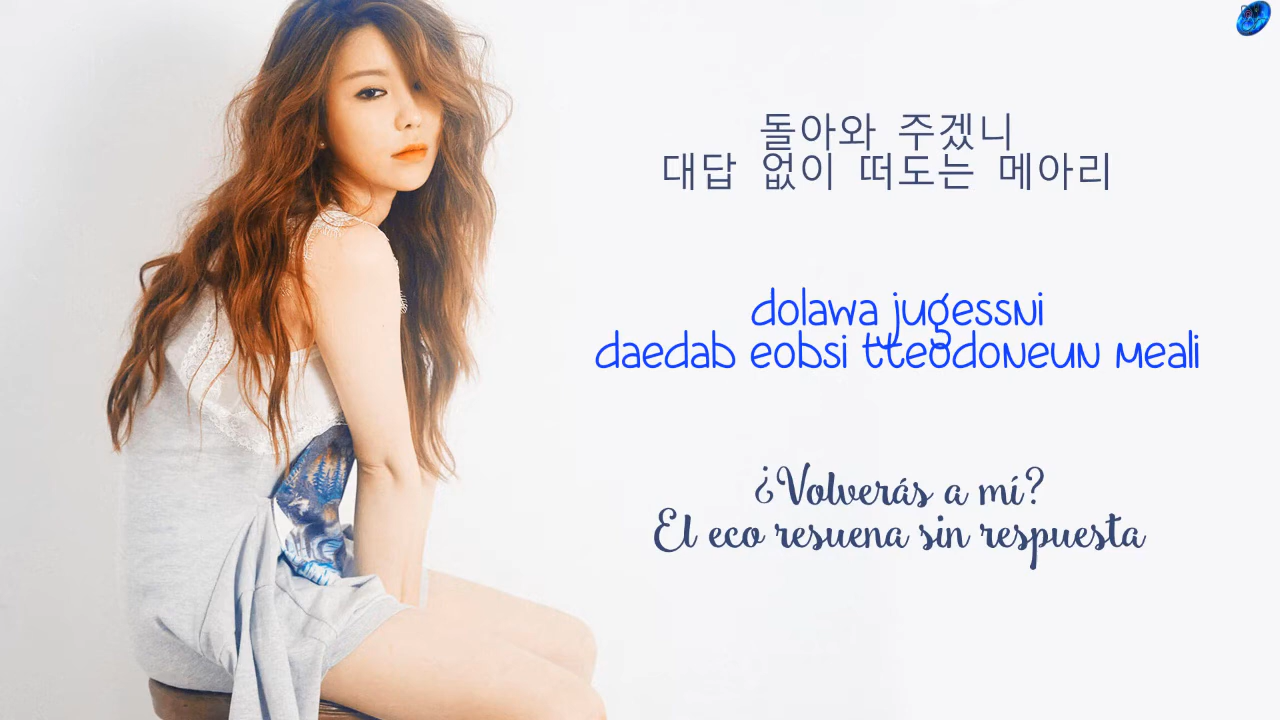 돌아와 주겠니
대답 없이 떠도는 메아리
dolawa jugessni
daedab eobsi tteodoneun meali
¿Volverás a mí?
El eco resuena sin respuesta